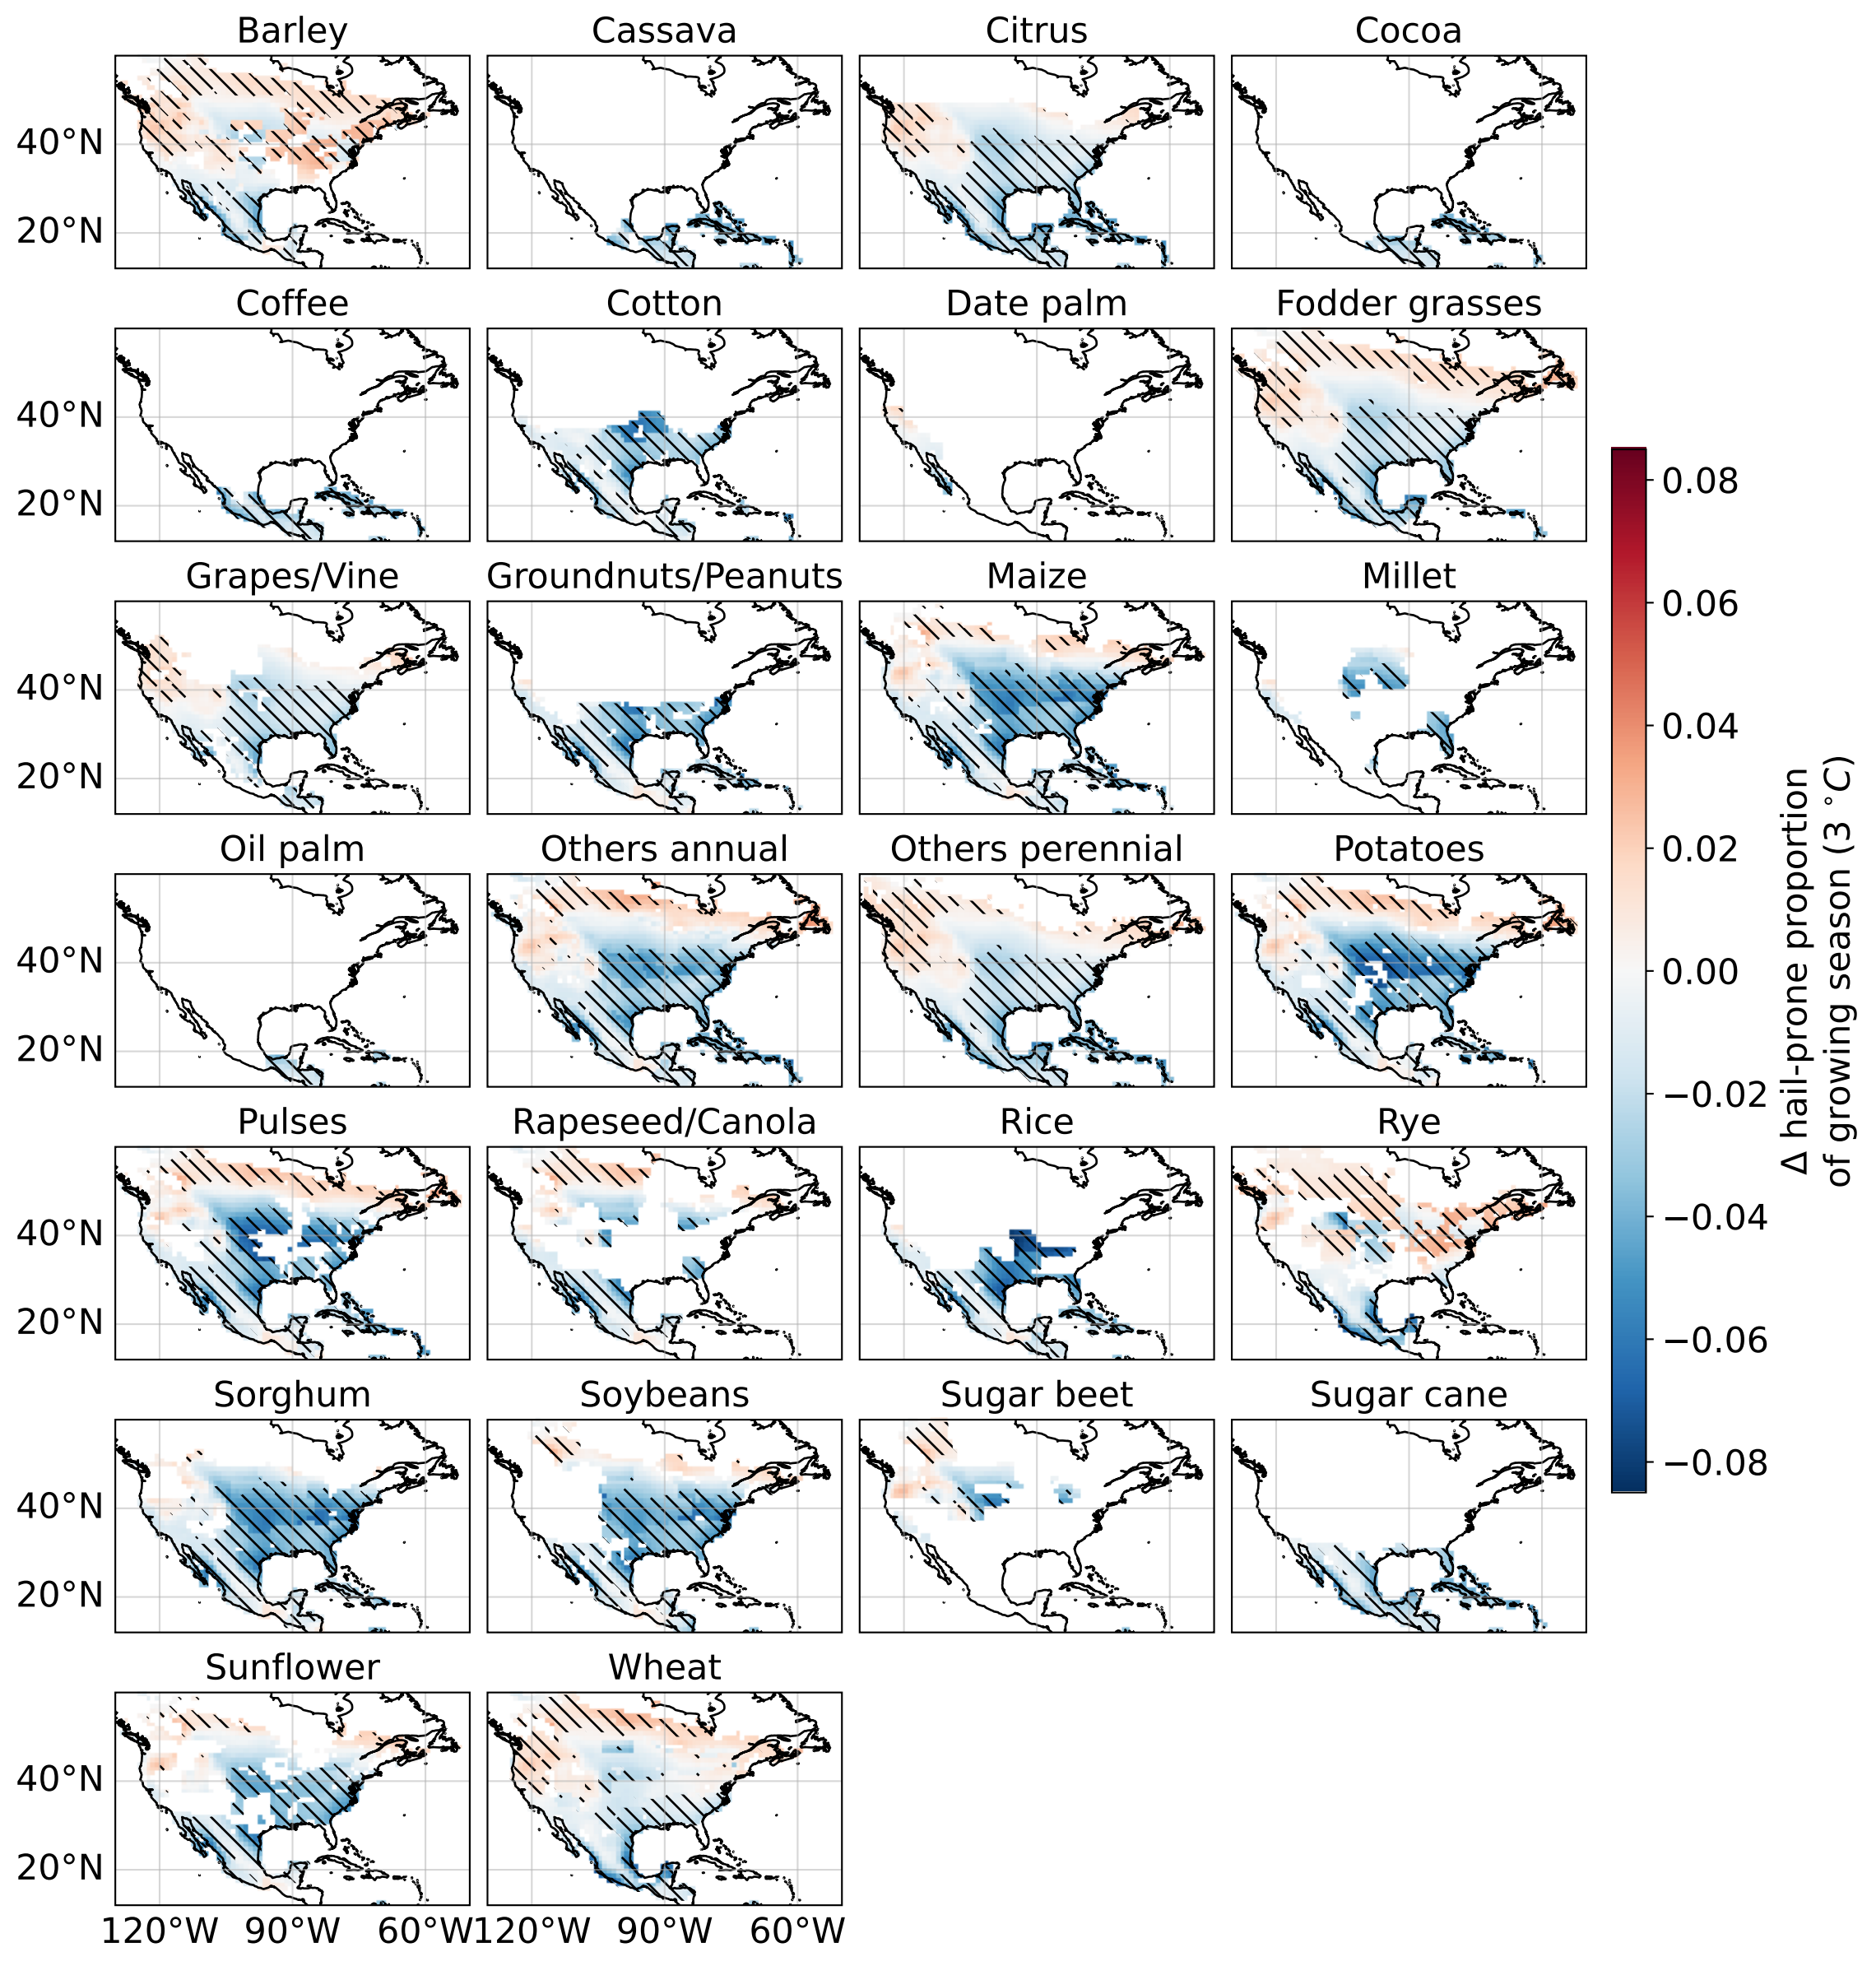 Barley
Cassava
Citrus
Cocoa
40°N
20°N
Coffee
Cotton
Date palm
Fodder grasses
40°N
20°N
Grapes/Vine
Groundnuts/Peanuts
Maize
Millet
40°N
20°N
Oil palm
Others annual
Others perennial
Potatoes
40°N
20°N
Pulses
Rapeseed/Canola
Rice
Rye
40°N
20°N
Sorghum
Soybeans
Sugar beet
Sugar cane
40°N
20°N
Sunflower
Wheat
40°N
20°N
120°W
90°W
60°W
120°W
90°W
60°W
0.08
0.06
0.04
0.02
0.00
−0.02
−0.04
−0.06
−0.08
Δ hail-prone proportion
of growing season (3 °C)